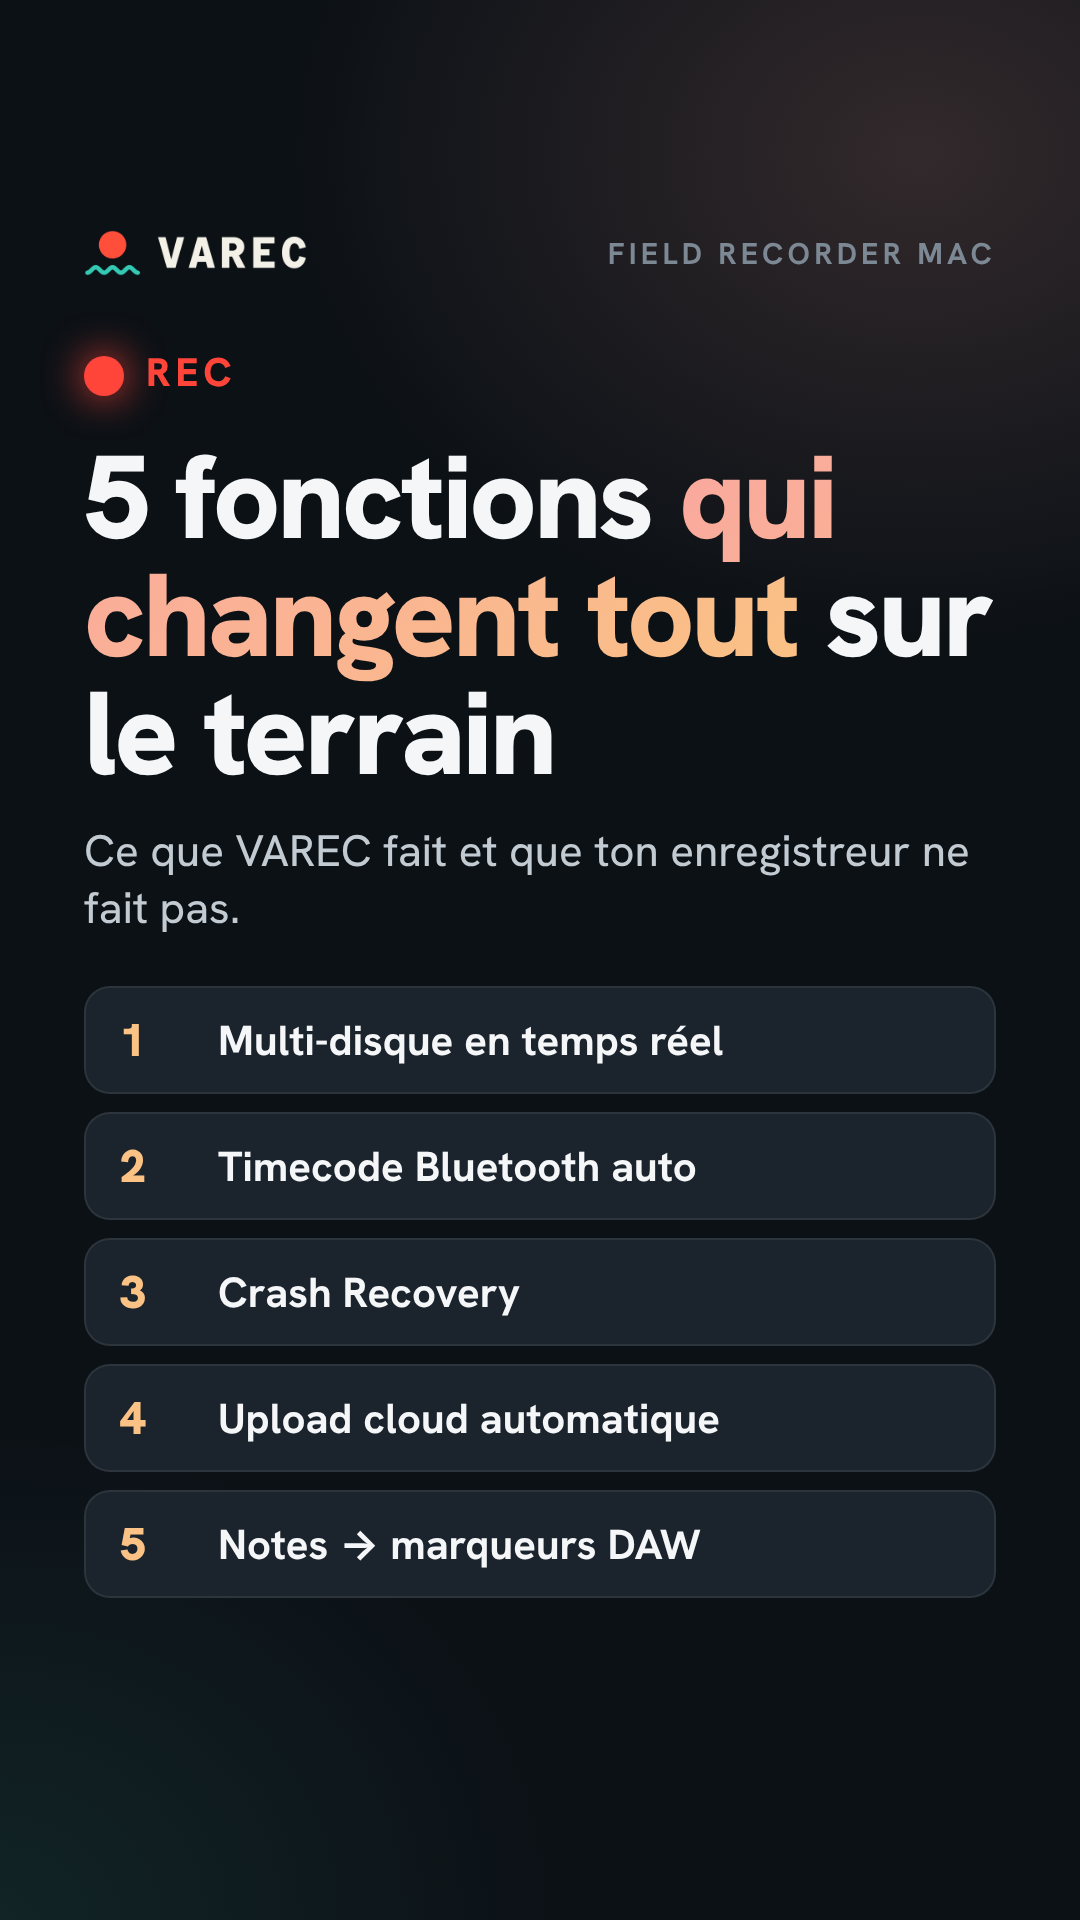 VAREC
FIELD RECORDER MAC
REC
5 fonctions qui
changent tout sur
le terrain
Ce que VAREC fait et que ton enregistreur ne
fait pas.
1 Multi-disque en temps réel
2 Timecode Bluetooth auto
3 Crash Recovery
4 Upload cloud automatique
5 Notes → marqueurs DAW